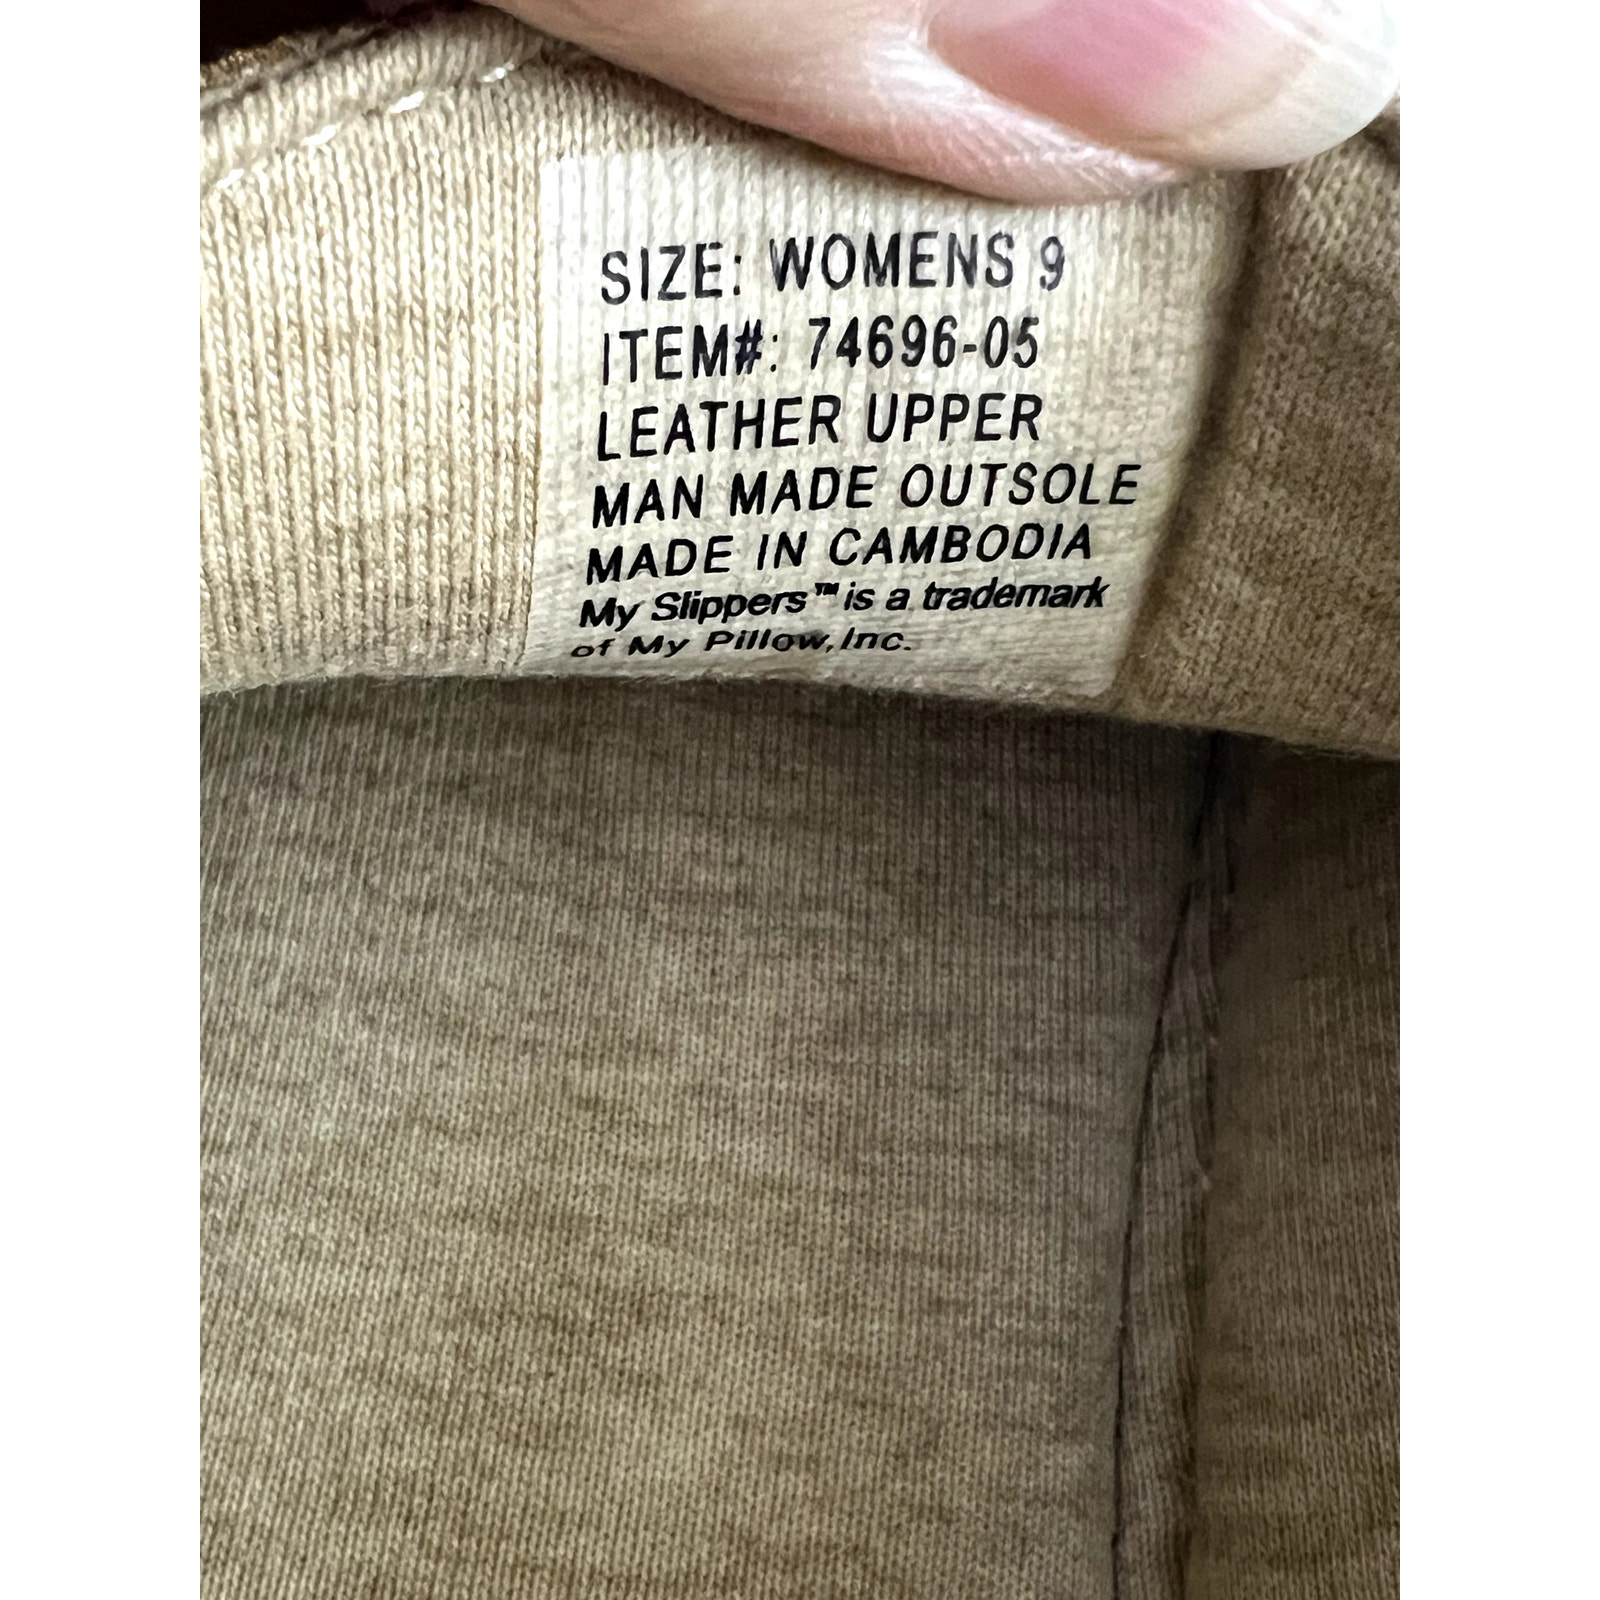 SIZE: WOMENS 9
ITEM#: 74696-05
LEATHER UPPER
MAN MADE OUTSOLE
MADE IN CAMBODIA
My Slippers™ is a trademark
of My Pillow, Inc.